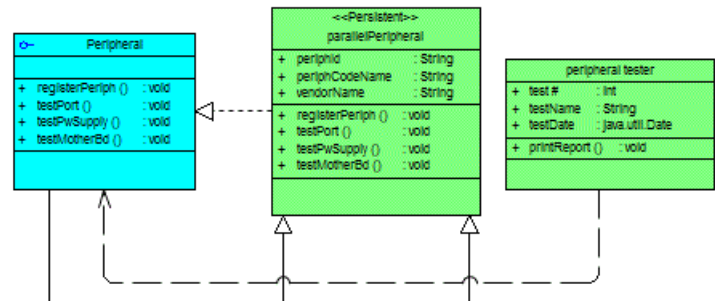 Peripheral
+ registerPeriph () : void
+ testPort () : void
+ testPwSupply () : void
+ testMotherBd () : void
<<Persistent>>
parallelPeripheral
+ periphId : String
+ periphCodeName : String
+ vendorName : String
+ registerPeriph () : void
+ testPort () : void
+ testPwSupply () : void
+ testMotherBd () : void
peripheral tester
+ test # : int
+ testName : String
+ testDate : java.util.Date
+ printReport () : void